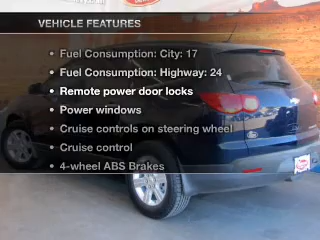 VEHICLE FEATURES
• Fuel Consumption: City: 17
• Fuel Consumption: Highway: 24
• Remote power door locks
• Power windows
• Cruise controls on steering wheel
• Cruise control
• 4-wheel ABS Brakes